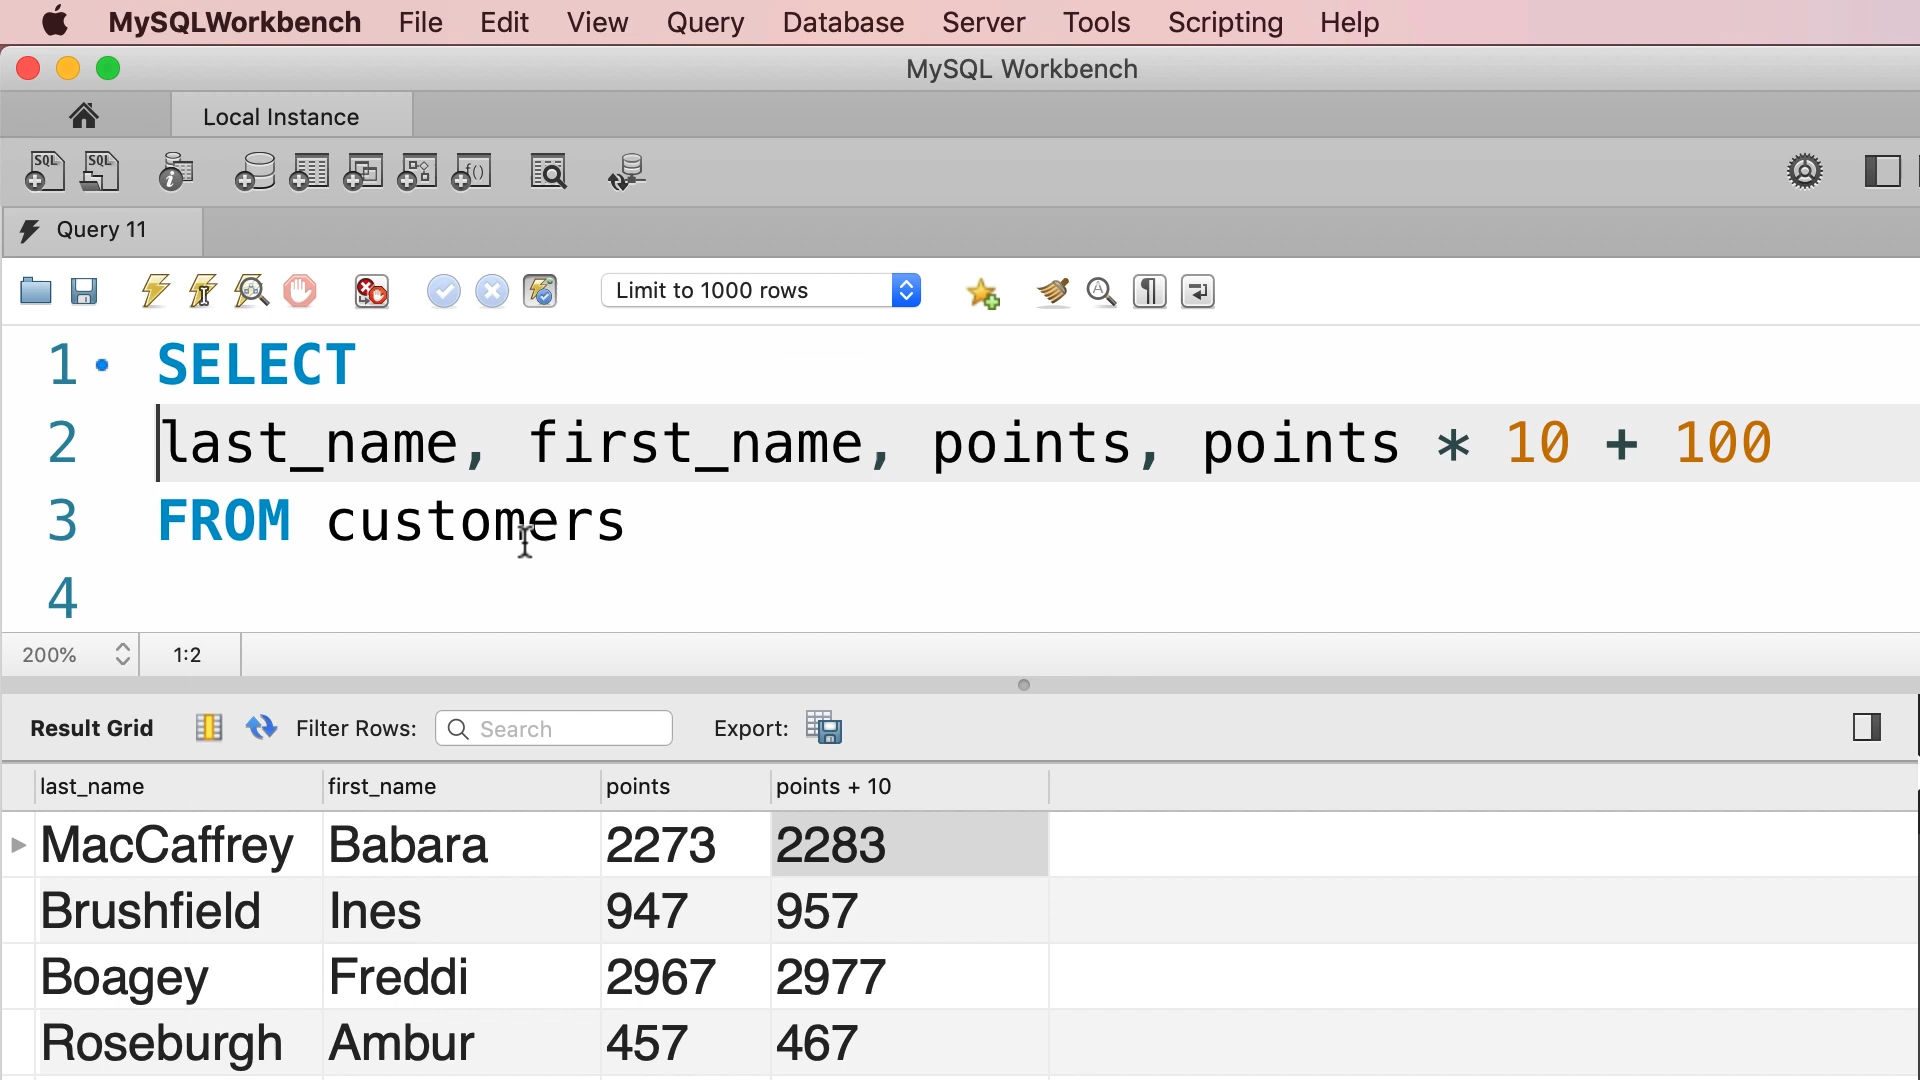 MySQLWorkbench File Edit View Query Database Server Tools Scripting Help
MySQL Workbench
Local Instance
SQL SQL i f()
Query 11
Limit to 1000 rows
1 SELECT
2 last_name, first_name, points, points * 10 + 100
3 FROM customers
4
200% 1:2
Result Grid Filter Rows: Search Export:
last_name first_name points points + 10
MacCaffrey Babara 2273 2283
Brushfield Ines 947 957
Boagey Freddi 2967 2977
Roseburgh Ambur 457 467